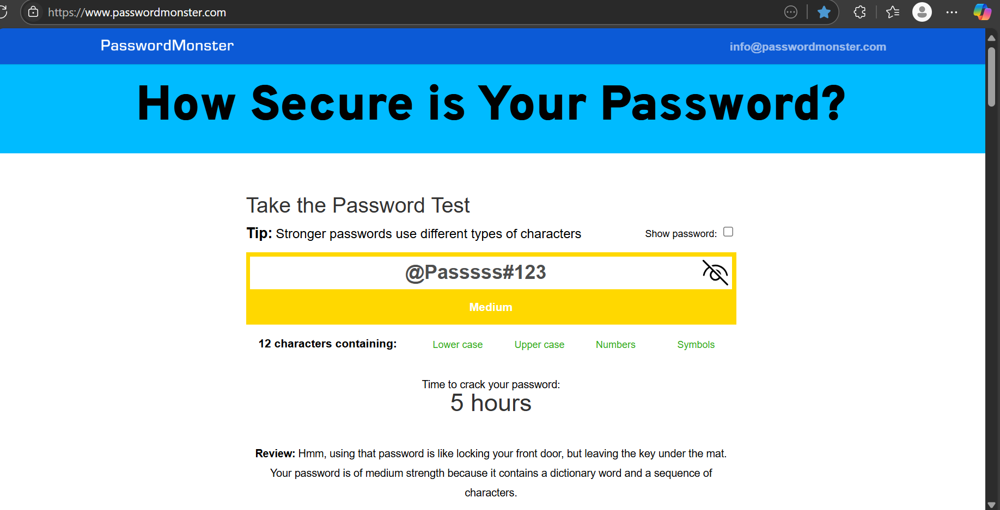 https://www.passwordmonster.com
PasswordMonster
info@passwordmonster.com
How Secure is Your Password?
Take the Password Test
Tip: Stronger passwords use different types of characters
Show password:
@Passsss#123
Medium
12 characters containing:
Lower case
Upper case
Numbers
Symbols
Time to crack your password:
5 hours
Review: Hmm, using that password is like locking your front door, but leaving the key under the mat.
Your password is of medium strength because it contains a dictionary word and a sequence of
characters.